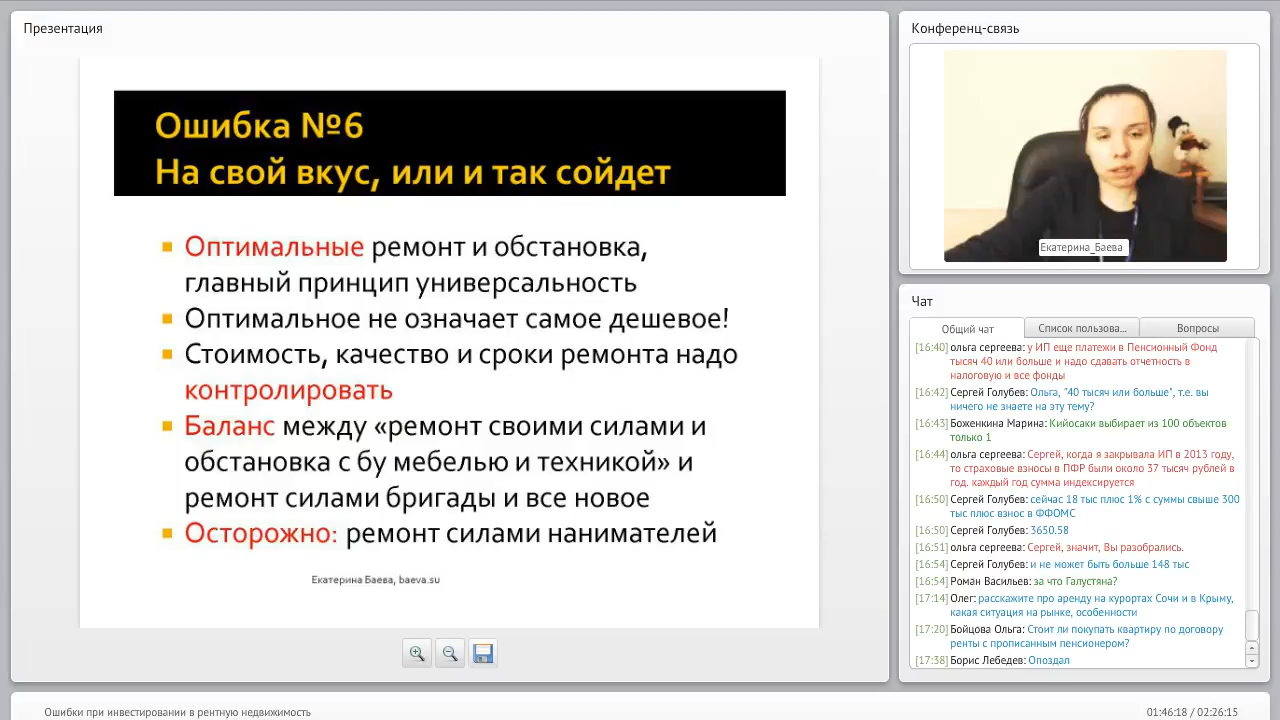 Презентация
Ошибка №6
На свой вкус, или и так сойдет
Оптимальные ремонт и обстановка,
главный принцип универсальность
Оптимальное не означает самое дешевое!
Стоимость, качество и сроки ремонта надо
контролировать
Баланс между «ремонт своими силами и
обстановка с бу мебелью и техникой» и
ремонт силами бригады и все новое
Осторожно: ремонт силами нанимателей
Екатерина Баева, baeva.su
Конференц-связь
Екатерина_Баева
Чат
Общий чат
Список пользова...
Вопросы
[16:40] ольга сергеева: у ИП еще платежи в Пенсионный Фонд
тысяч 40 или больше и надо сдавать отчетность в
налоговую и все фонды
[16:42] Сергей Голубев: Ольга, "40 тысяч или больше", т.е. вы
ничего не знаете на эту тему?
[16:43] Боженкина Марина: Кийосаки выбирает из 100 объектов
только 1
[16:44] ольга сергеева: Сергей, когда я закрывала ИП в 2013 году,
то страховые взносы в ПФР были около 37 тысяч рублей в
год. каждый год сумма индексируется
[16:50] Сергей Голубев: сейчас 18 тыс плюс 1% с суммы свыше 300
тыс плюс взнос в ФФОМС
[16:50] Сергей Голубев: 3650.58
[16:51] ольга сергеева: Сергей, значит, Вы разобрались.
[16:54] Сергей Голубев: и не может быть больше 148 тыс
[16:54] Роман Васильев: за что Галустяна?
[17:14] Олег: расскажите про аренду на курортах Сочи и в Крыму,
какая ситуация на рынке, особенности
[17:20] Бойцова Ольга: Стоит ли покупать квартиру по договору
ренты с прописанным пенсионером?
[17:38] Борис Лебедев: Опоздал
Ошибки при инвестировании в рентную недвижимость
01:46:18 / 02:26:15